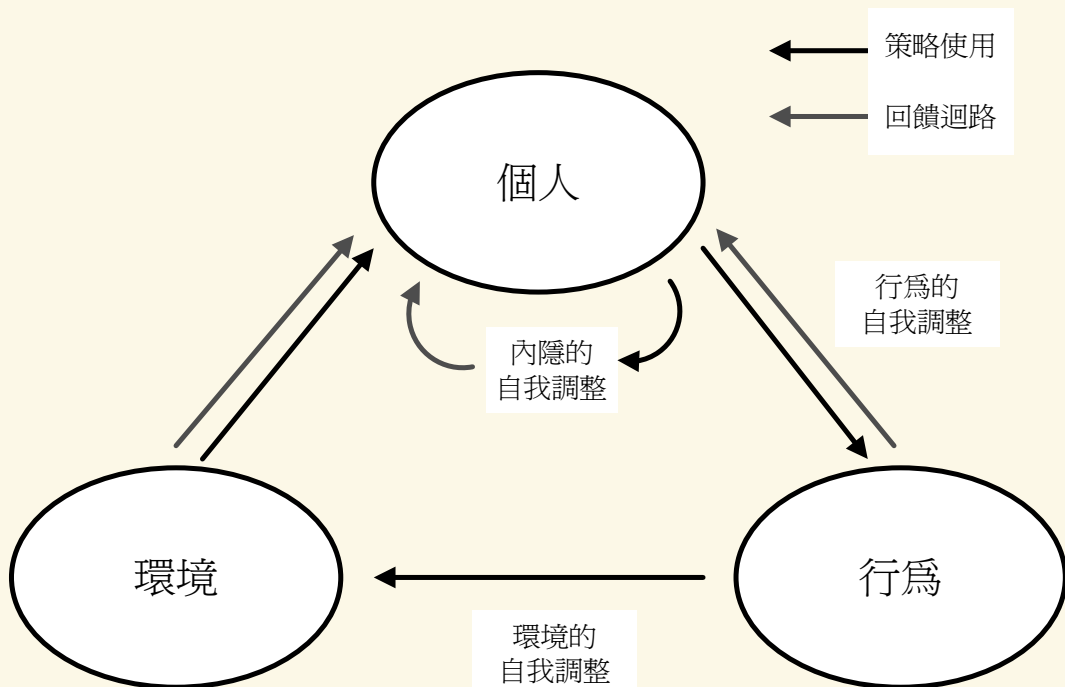 策略使用
回饋迴路
個人
行爲的
自我調整
內隱的
自我調整
環境
行爲
環境的
自我調整